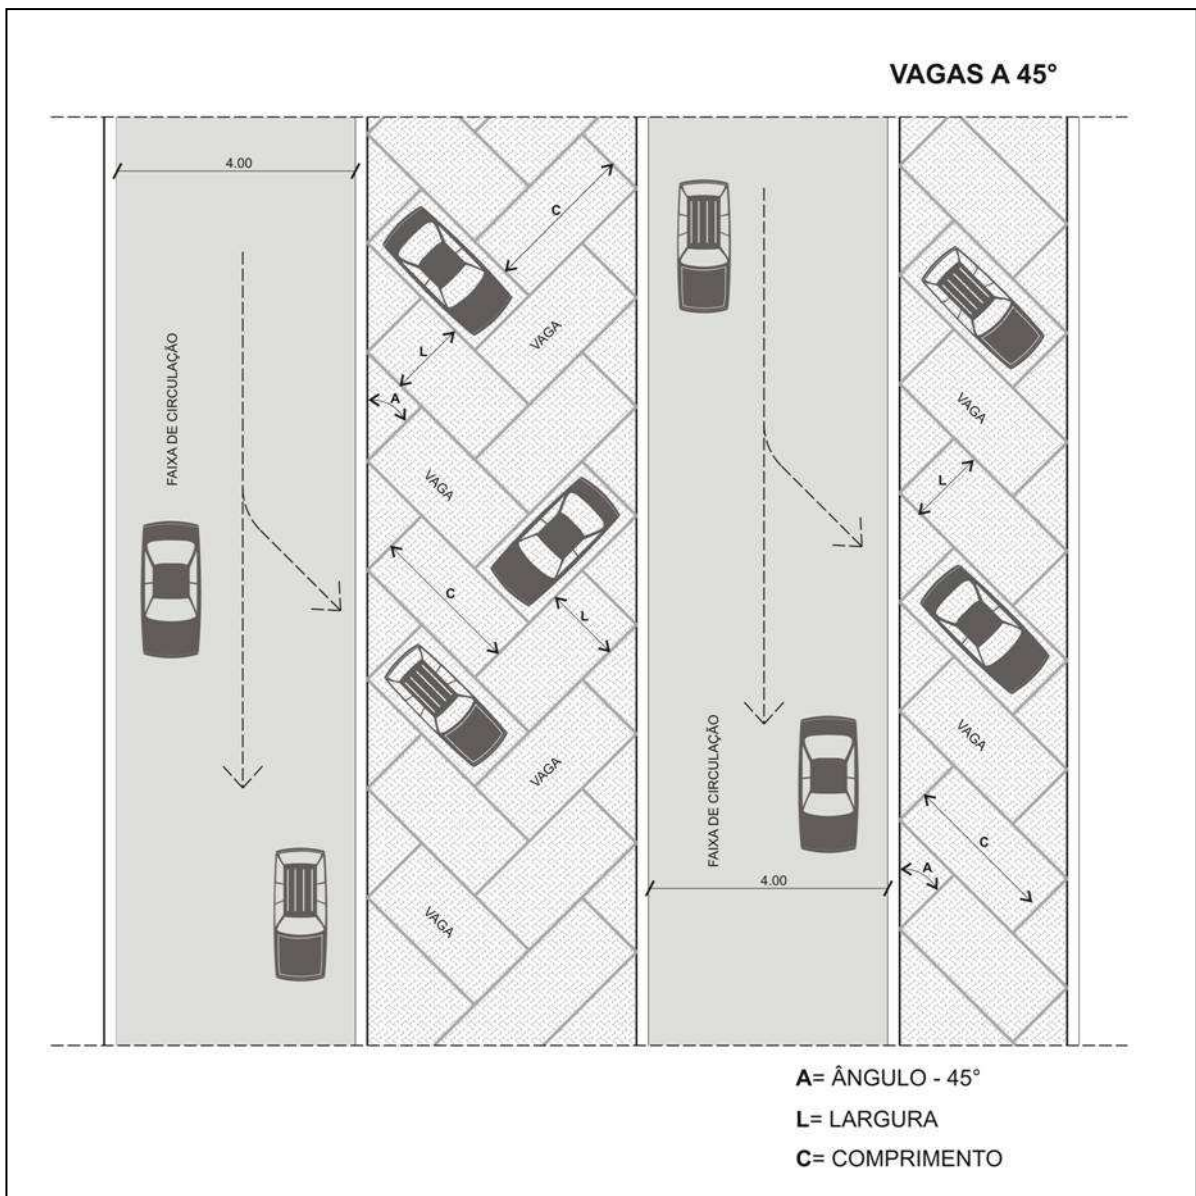 VAGAS A 45°
4.00
C
VAGA
L
A
FAIXA DE CIRCULAÇÃO
VAGA
C
L
VAGA
VAGA
VAGA
L
FAIXA DE CIRCULAÇÃO
VAGA
C
A
4.00
A= ÂNGULO - 45°
L= LARGURA
C= COMPRIMENTO